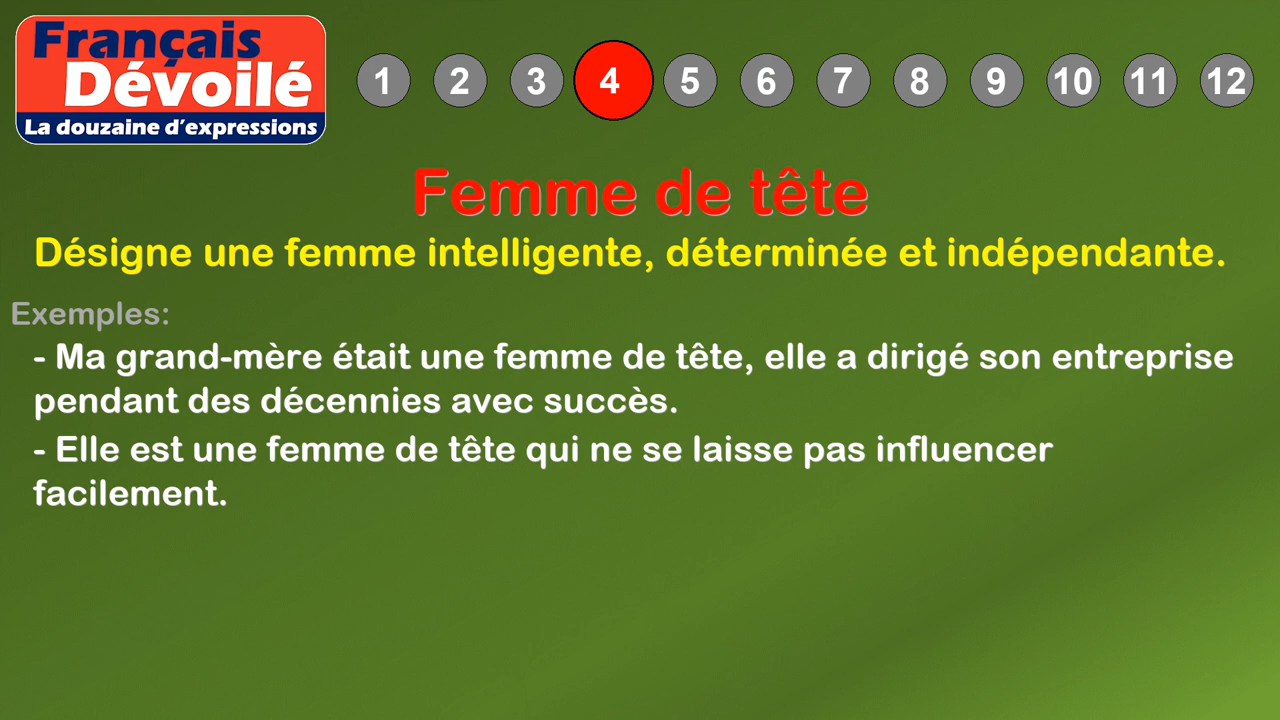 Français
Dévoilé
La douzaine d'expressions
1 2 3 4 5 6 7 8 9 10 11 12
Femme de tête
Désigne une femme intelligente, déterminée et indépendante.
Exemples:
- Ma grand-mère était une femme de tête, elle a dirigé son entreprise
pendant des décennies avec succès.
- Elle est une femme de tête qui ne se laisse pas influencer
facilement.